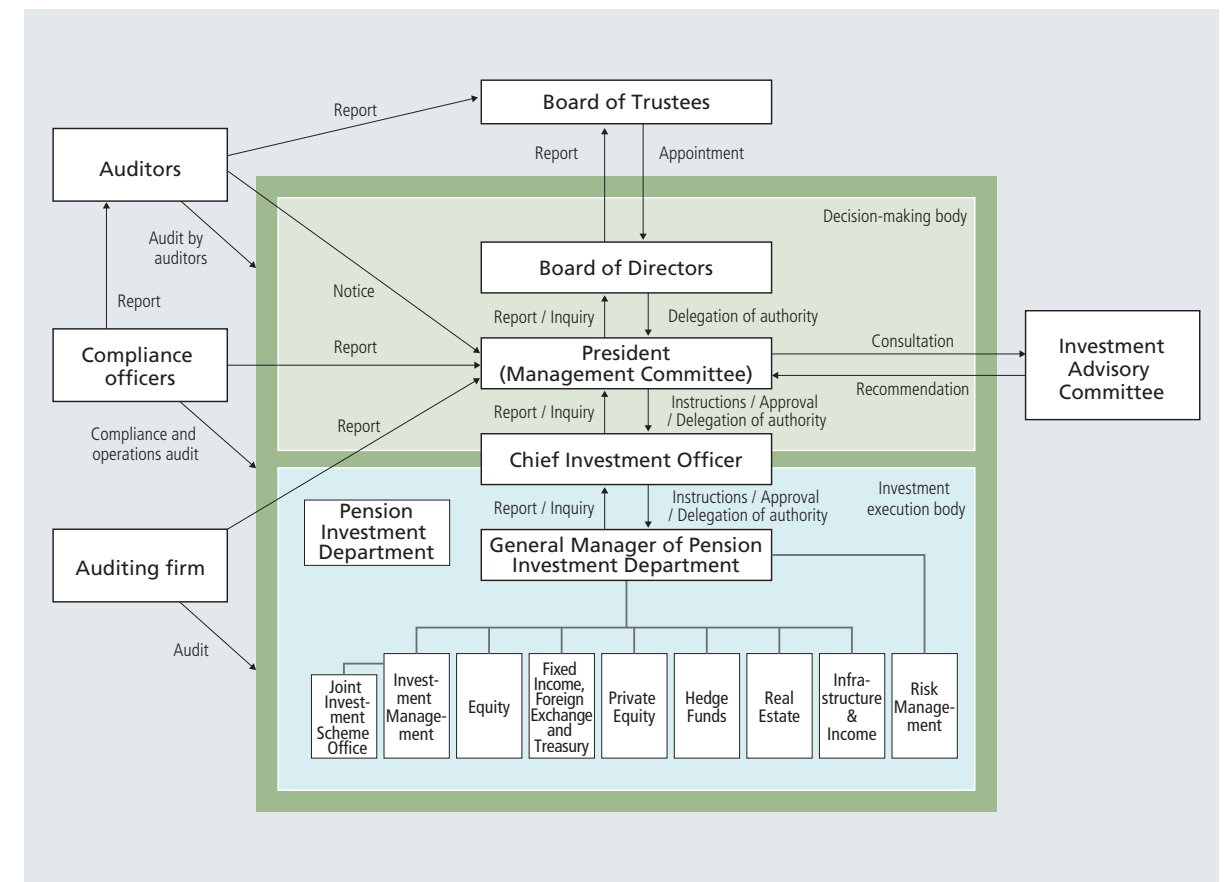 Board of Trustees
Report
Auditors
Report
Appointment
Decision-making body
Audit by
auditors
Board of Directors
Notice
Report
Report / Inquiry
Delegation of authority
Compliance
officers
Report
President
(Management Committee)
Consultation
Recommendation
Investment
Advisory
Committee
Report / Inquiry
Instructions / Approval
/ Delegation of authority
Report
Compliance and
operations audit
Chief Investment Officer
Investment
execution body
Pension
Investment
Department
Report / Inquiry
Instructions / Approval
/ Delegation of authority
General Manager of Pension
Investment Department
Auditing firm
Audit
Joint
Invest-
ment
Scheme
Office
Invest-
ment
Manage-
ment
Equity
Fixed
Income,
Foreign
Exchange
and
Treasury
Private
Equity
Hedge
Funds
Real
Estate
Infra-
structure
&
Income
Risk
Manage-
ment